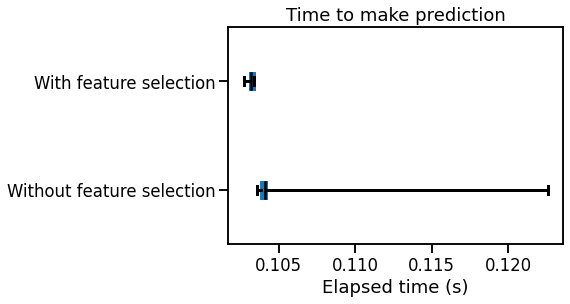 Time to make prediction
With feature selection
Without feature selection
0.105 0.110 0.115 0.120
Elapsed time (s)